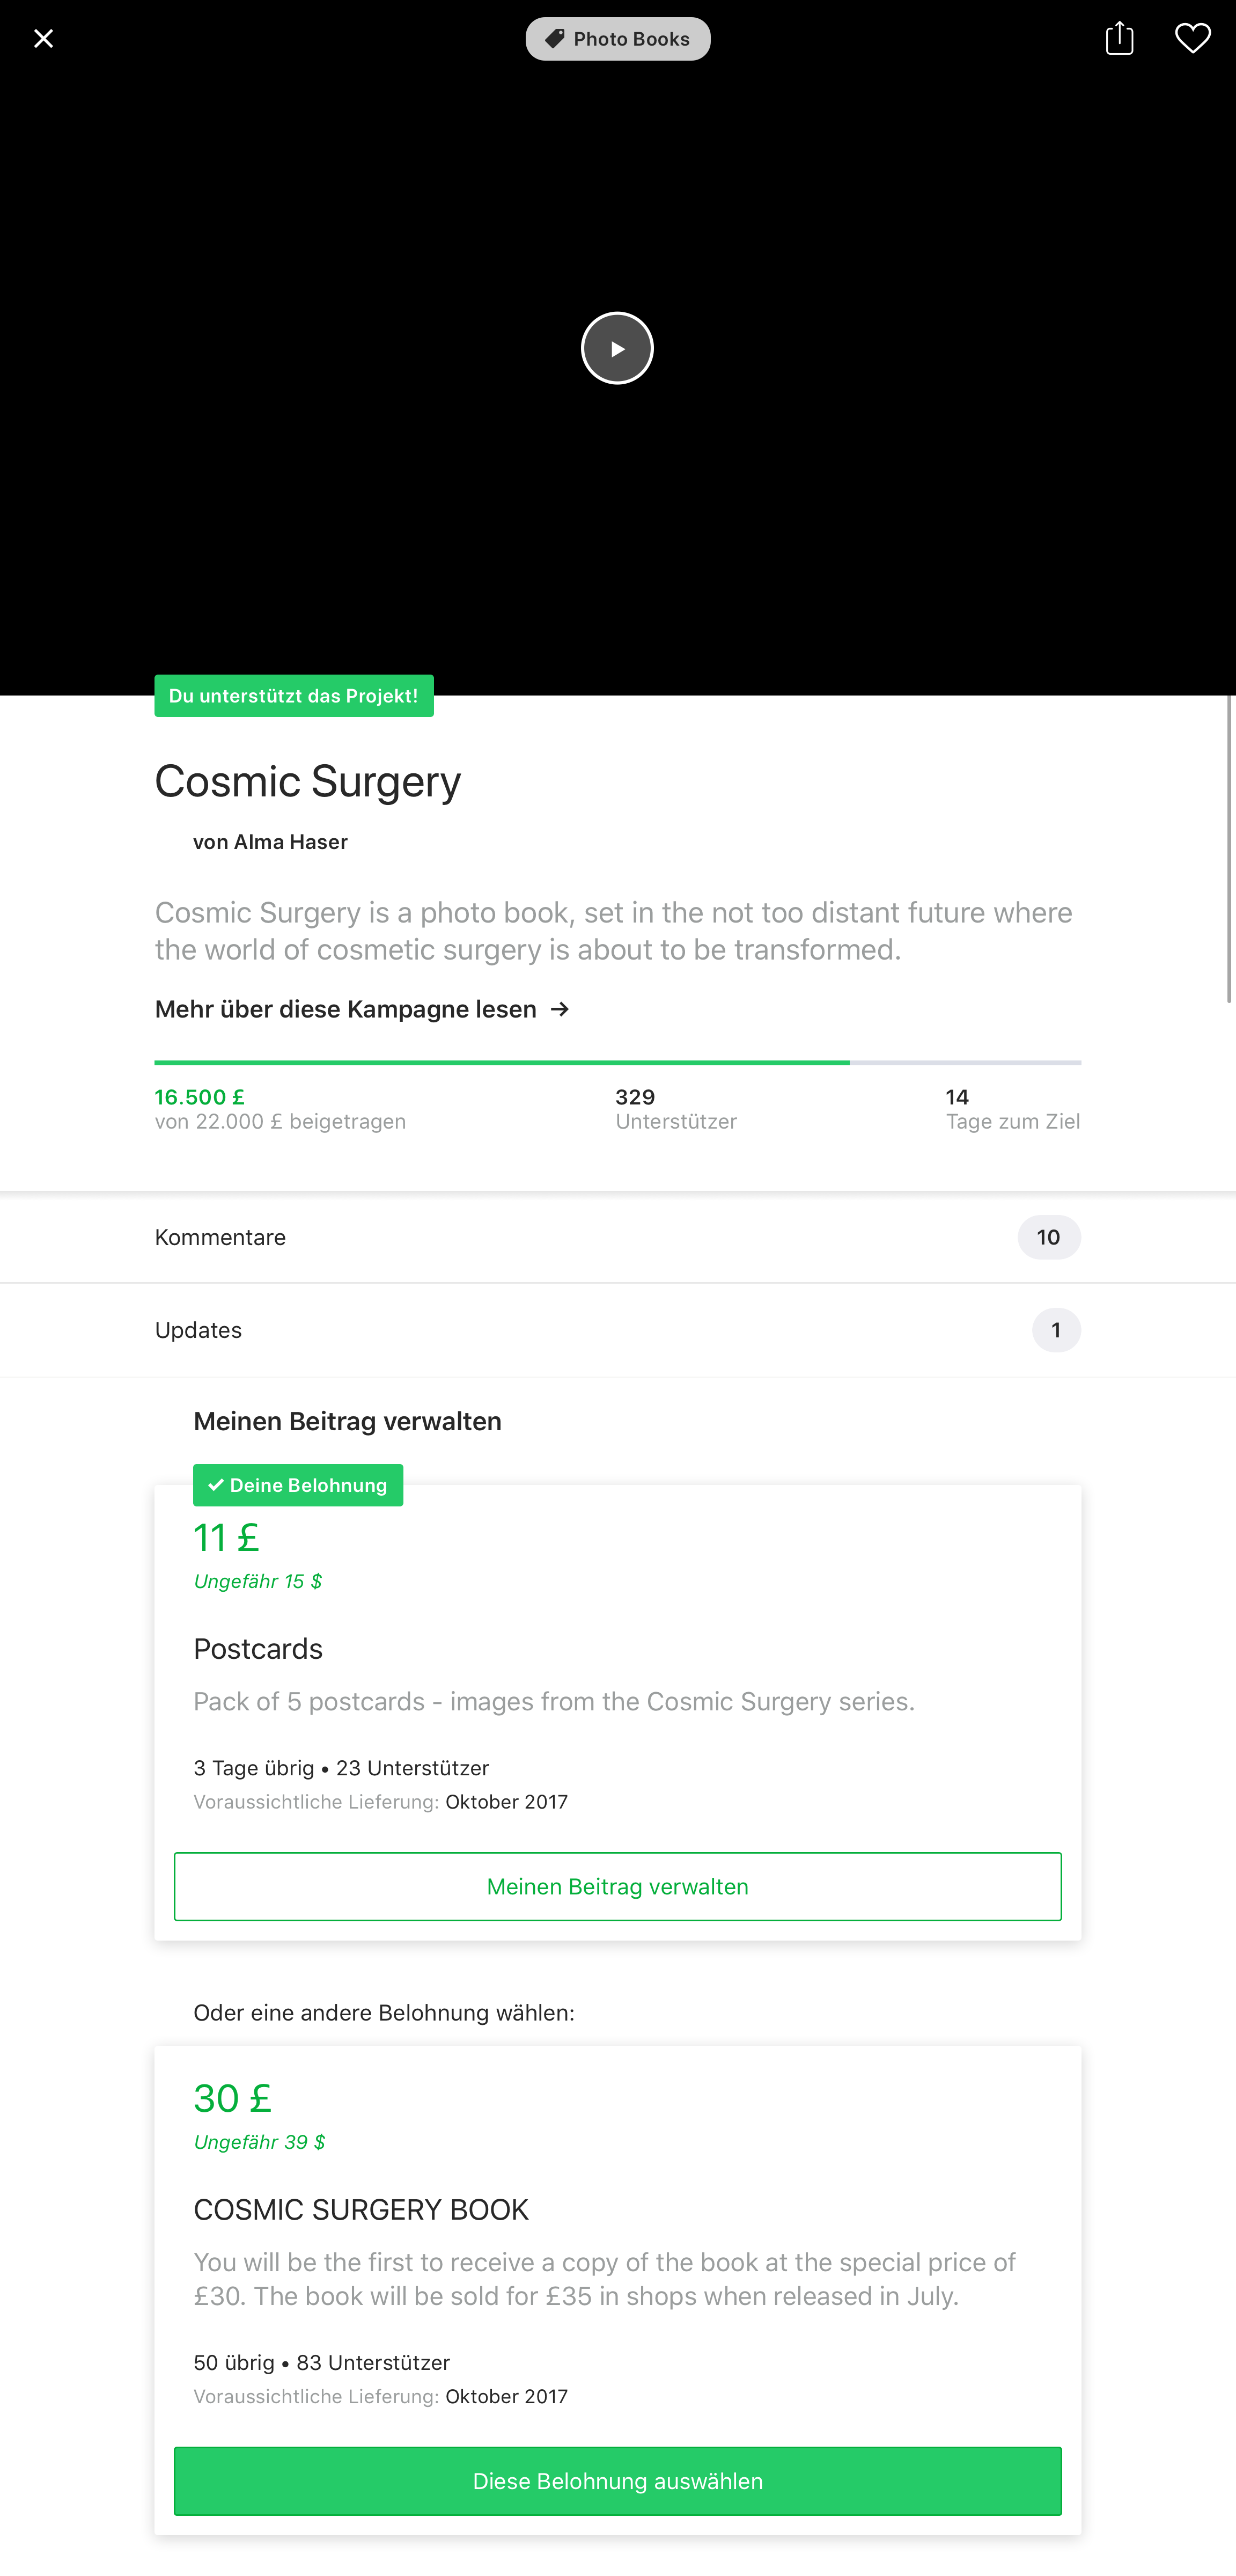 Photo Books
Du unterstützt das Projekt!
Cosmic Surgery
von Alma Haser
Cosmic Surgery is a photo book, set in the not too distant future where
the world of cosmetic surgery is about to be transformed.
Mehr über diese Kampagne lesen →
16.500 £
von 22.000 £ beigetragen
329
Unterstützer
14
Tage zum Ziel
Kommentare
10
Updates
1
Meinen Beitrag verwalten
✓ Deine Belohnung
11 £
Ungefähr 15 $
Postcards
Pack of 5 postcards - images from the Cosmic Surgery series.
3 Tage übrig • 23 Unterstützer
Voraussichtliche Lieferung: Oktober 2017
Meinen Beitrag verwalten
Oder eine andere Belohnung wählen:
30 £
Ungefähr 39 $
COSMIC SURGERY BOOK
You will be the first to receive a copy of the book at the special price of
£30. The book will be sold for £35 in shops when released in July.
50 übrig • 83 Unterstützer
Voraussichtliche Lieferung: Oktober 2017
Diese Belohnung auswählen